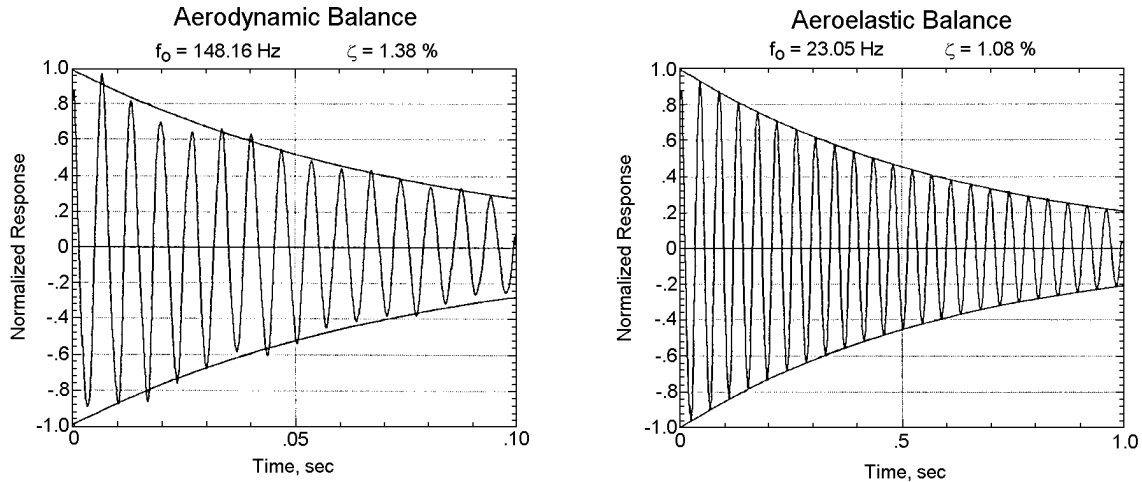 Aerodynamic Balance
fo = 148.16 Hz ζ = 1.38 %
1.0
.8
.6
.4
.2
0
-.2
-.4
-.6
-.8
-1.0
Normalized Response
0 .05 .10
Time, sec
Aeroelastic Balance
fo = 23.05 Hz ζ = 1.08 %
1.0
.8
.6
.4
.2
0
-.2
-.4
-.6
-.8
-1.0
Normalized Response
0 .5 1.0
Time, sec